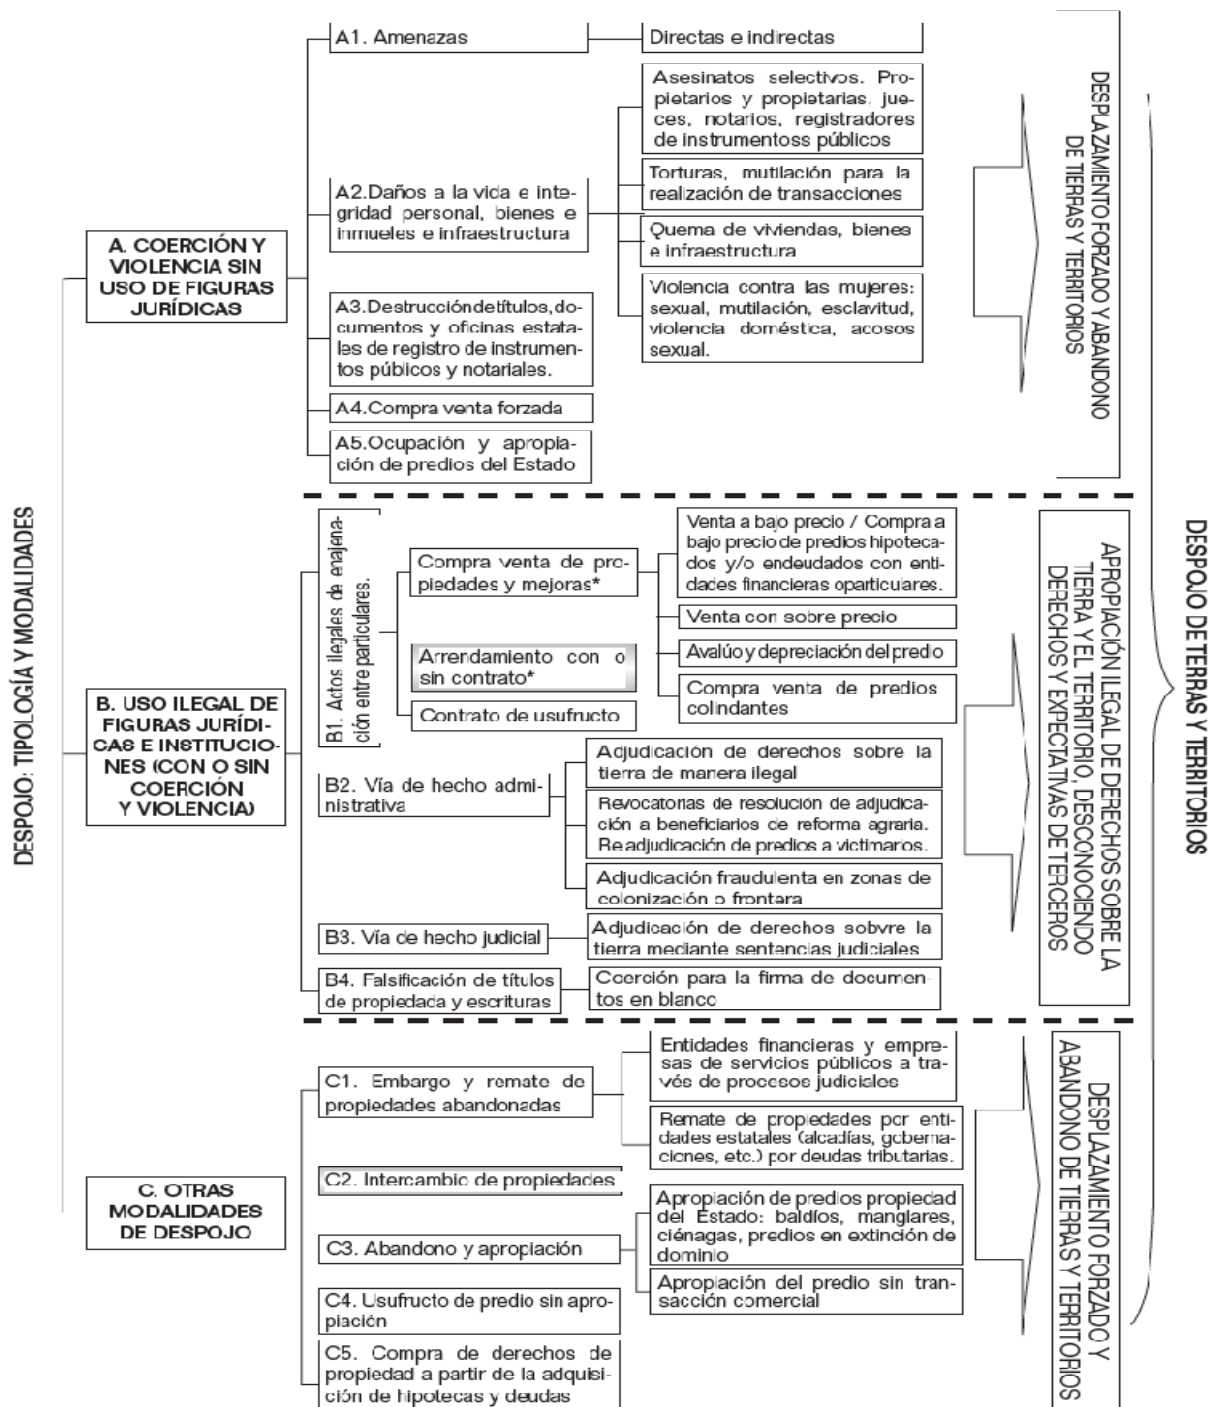 DESPOJO: TIPOLOGÍA Y MODALIDADES
A. COERCIÓN Y
VIOLENCIA SIN
USO DE FIGURAS
JURÍDICAS
A1. Amenazas
Directas e indirectas
A2.Daños a la vida e inte-
gridad personal, bienes e
inmuebles e infraestructura
Asesinatos selectivos. Pro-
pietarios y propietarias, jue-
ces, notarios, registradores
de instrumentoss públicos
Torturas, mutilación para la
realización de transacciones
Quema de viviendas, bienes
e infraestructura
Violencia contra las mujeres:
sexual, mutilación, esclavitud,
violencia doméstica, acosos
sexual.
A3.Destrucción de títulos, do-
cumentos y oficinas estata-
les de registro de instrumen-
tos públicos y notariales.
A4.Compra venta forzada
A5.Ocupación y apropia-
ción de predios del Estado
DESPLAZAMIENTO FORZADO Y ABANDONO
DE TIERRAS Y TERRITORIOS
B. USO ILEGAL DE
FIGURAS JURÍDI-
CAS E INSTITUCIO-
NES (CON O SIN
COERCIÓN
Y VIOLENCIA)
B1. Actos ilegales de enajena-
ción entre particulares.
Compra venta de pro-
piedades y mejoras*
Venta a bajo precio / Compra a
bajo precio de predios hipoteca-
dos y/o endeudados con enti-
dades financieras oparticulares.
Venta con sobre precio
Avalúo y depreciación del predio
Compra venta de predios
colindantes
Arrendamiento con o
sin contrato*
Contrato de usufructo
B2. Vía de hecho admi-
nistrativa
Adjudicación de derechos sobre la
tierra de manera ilegal
Revocatorias de resolución de adjudica-
ción a beneficiarios de reforma agraria.
Readjudicación de predios a victimarios.
Adjudicación fraudulenta en zonas de
colonización o frontera
B3. Vía de hecho judicial
Adjudicación de derechos sobvre la
tierra mediante sentencias judiciales
B4. Falsificación de títulos
de propiedada y escrituras
Coerción para la firma de documen-
tos en blanco
APROPIACIÓN ILEGAL DE DERECHOS SOBRE LA
TIERRA Y EL TERRITORIO, DESCONOCIENDO
DERECHOS Y EXPECTATIVAS DE TERCEROS
C. OTRAS
MODALIDADES
DE DESPOJO
C1. Embargo y remate de
propiedades abandonadas
Entidades financieras y empre-
sas de servicios públicos a tra-
vés de procesos judiciales
Remate de propiedades por enti-
dades estatales (alcadías, goberna-
ciones, etc.) por deudas tributarias.
C2. Intercambio de propiedades
C3. Abandono y apropiación
Apropiación de predios propiedad
del Estado: baldíos, manglares,
ciénagas, predios en extinción de
dominio
Apropiación del predio sin tran-
sacción comercial
C4. Usufructo de predio sin apro-
piación
C5. Compra de derechos de
propiedad a partir de la adquisi-
ción de hipotecas y deudas
DESPLAZAMIENTO FORZADO Y
ABANDONO DE TIERRAS Y TERRITORIOS
DESPOJO DE TERRAS Y TERRITORIOS